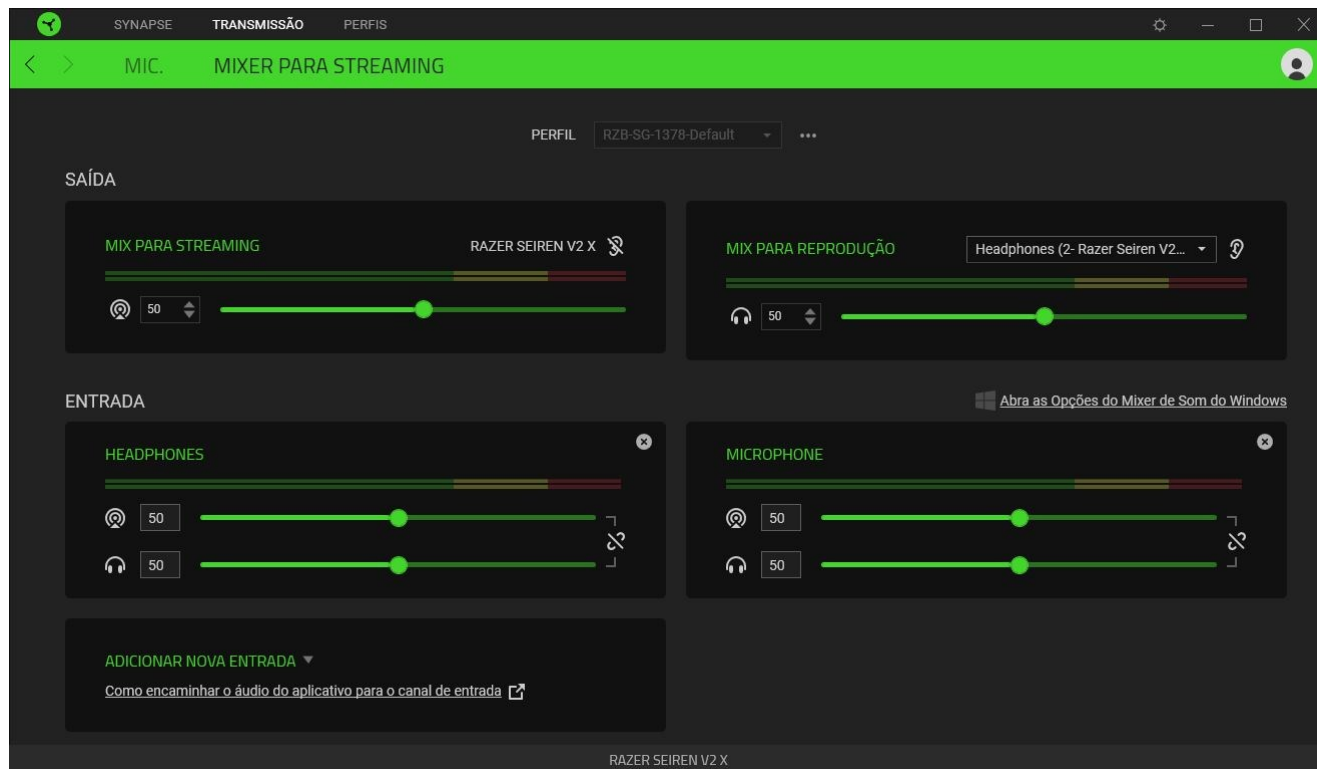 SYNAPSE TRANSMISSÃO PERFIS
MIC. MIXER PARA STREAMING
PERFIL RZB-SG-1378-Default
SAÍDA
MIX PARA STREAMING RAZER SEIREN V2 X
50
MIX PARA REPRODUÇÃO Headphones (2- Razer Seiren V2...
50
ENTRADA
Abra as Opções do Mixer de Som do Windows
HEADPHONES
50
50
MICROPHONE
50
50
ADICIONAR NOVA ENTRADA
Como encaminhar o áudio do aplicativo para o canal de entrada
RAZER SEIREN V2 X